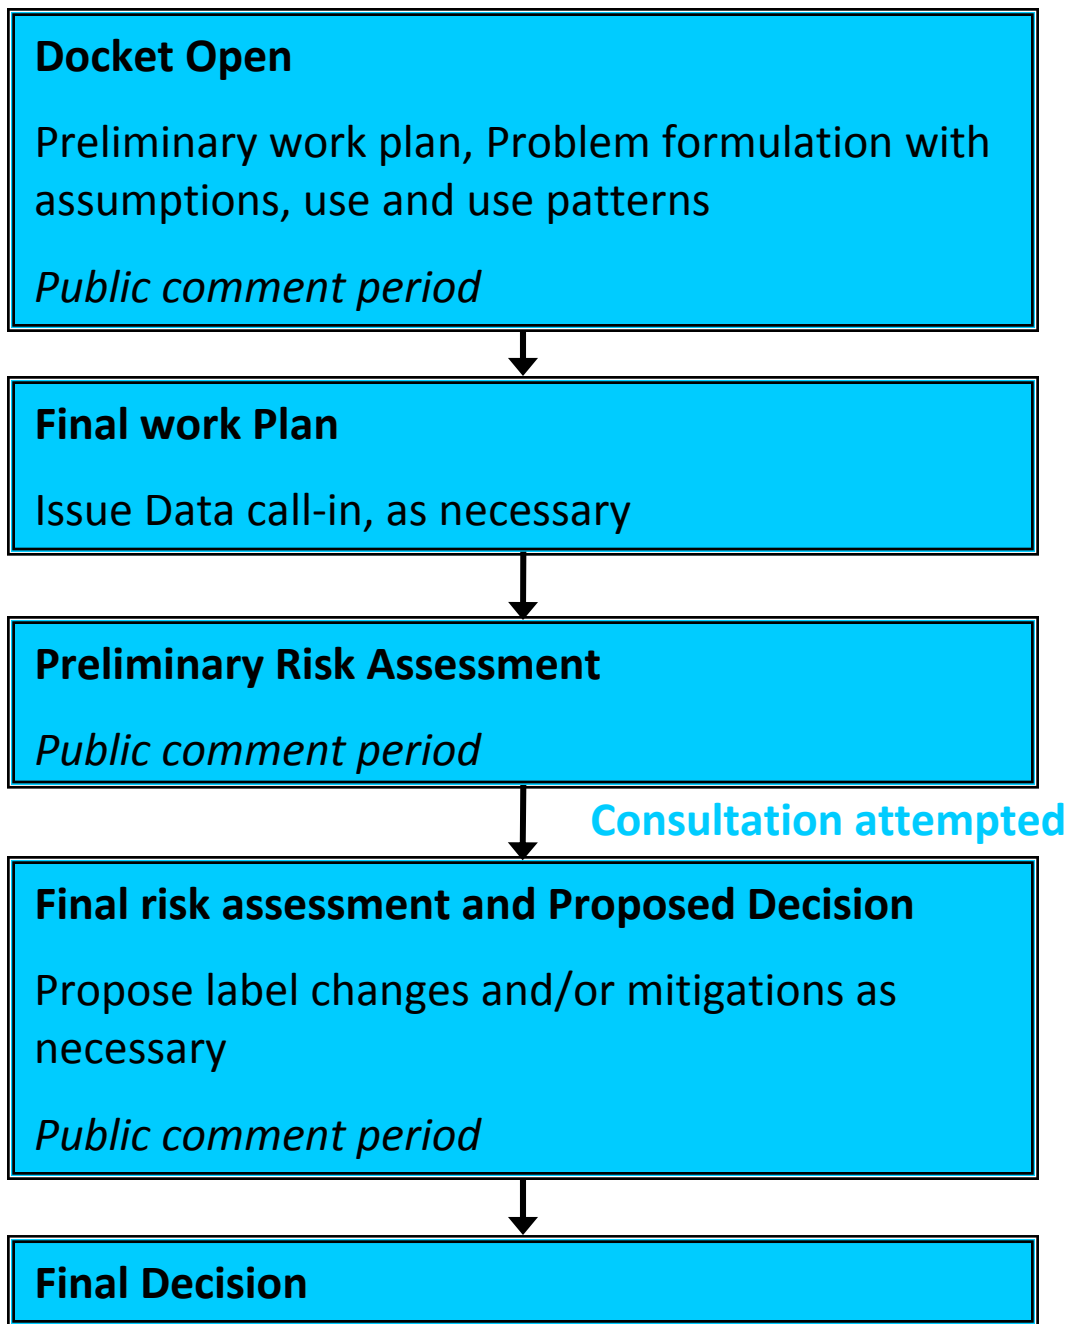 Docket Open
Preliminary work plan, Problem formulation with
assumptions, use and use patterns
Public comment period
Final work Plan
Issue Data call-in, as necessary
Preliminary Risk Assessment
Public comment period
Consultation attempted
Final risk assessment and Proposed Decision
Propose label changes and/or mitigations as
necessary
Public comment period
Final Decision